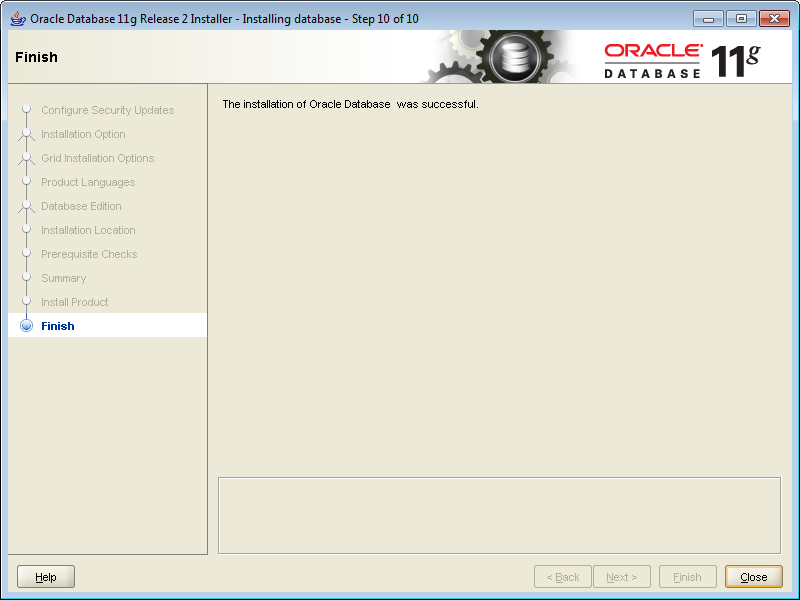 Oracle Database 11g Release 2 Installer - Installing database - Step 10 of 10
Finish
ORACLE®
DATABASE 11g
Configure Security Updates
Installation Option
Grid Installation Options
Product Languages
Database Edition
Installation Location
Prerequisite Checks
Summary
Install Product
Finish
The installation of Oracle Database  was successful.
Help
< Back
Next >
Finish
Close